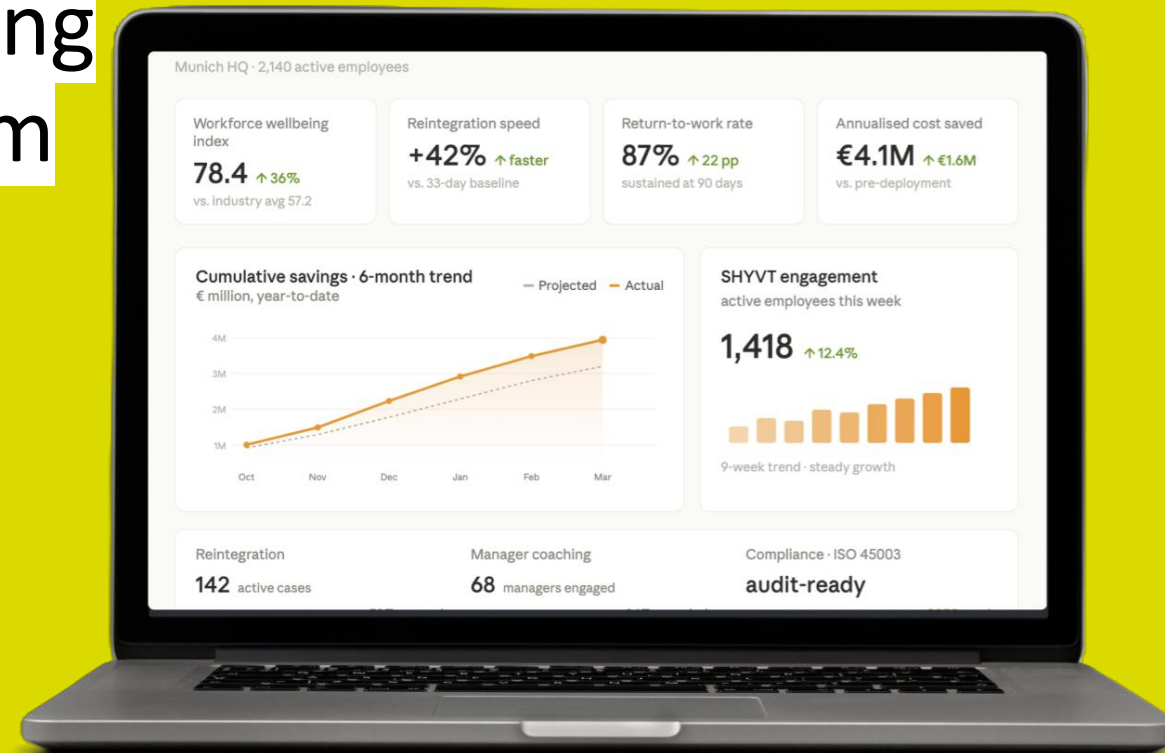 ng
m
Munich HQ · 2,140 active employees
Workforce wellbeing
index
78.4 ↑ 36%
vs. industry avg 57.2
Reintegration speed
+42% ↑ faster
vs. 33-day baseline
Return-to-work rate
87% ↑ 22 pp
sustained at 90 days
Annualised cost saved
€4.1M ↑ €1.6M
vs. pre-deployment
Cumulative savings · 6-month trend
€ million, year-to-date
Projected Actual
4M
3M
2M
1M
Oct Nov Dec Jan Feb Mar
SHYVT engagement
active employees this week
1,418 ↑ 12.4%
9-week trend · steady growth
Reintegration
142 active cases
Manager coaching
68 managers engaged
Compliance · ISO 45003
audit-ready